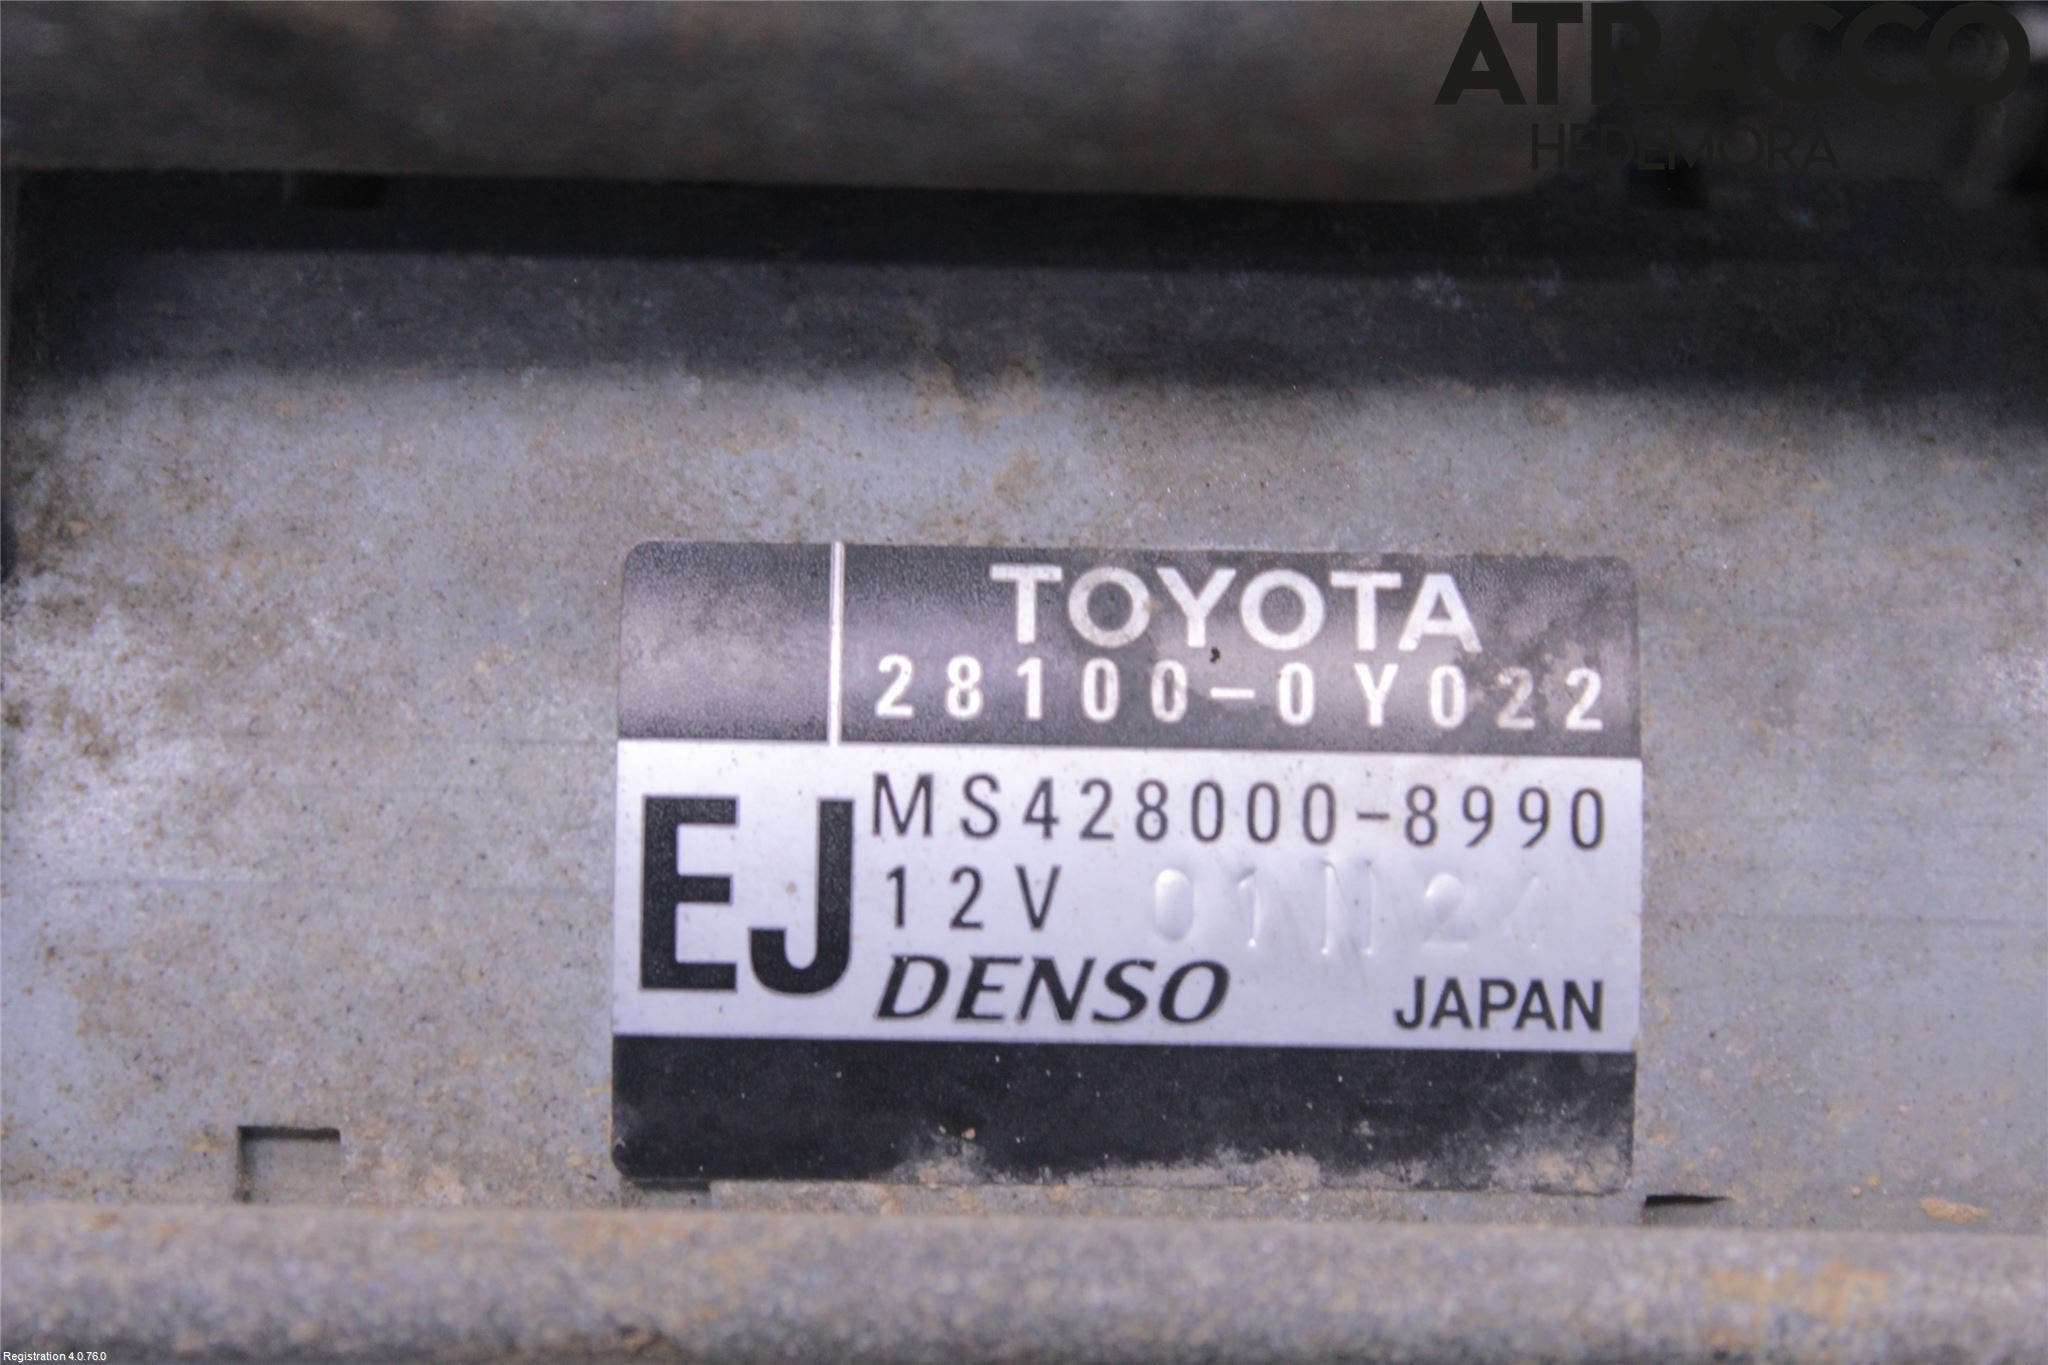 ATRACCO
HEDEMORA
TOYOTA
28100-0Y022
EJ
MS428000-8990
12V
DENSO
JAPAN
Registration 4.0.76.0